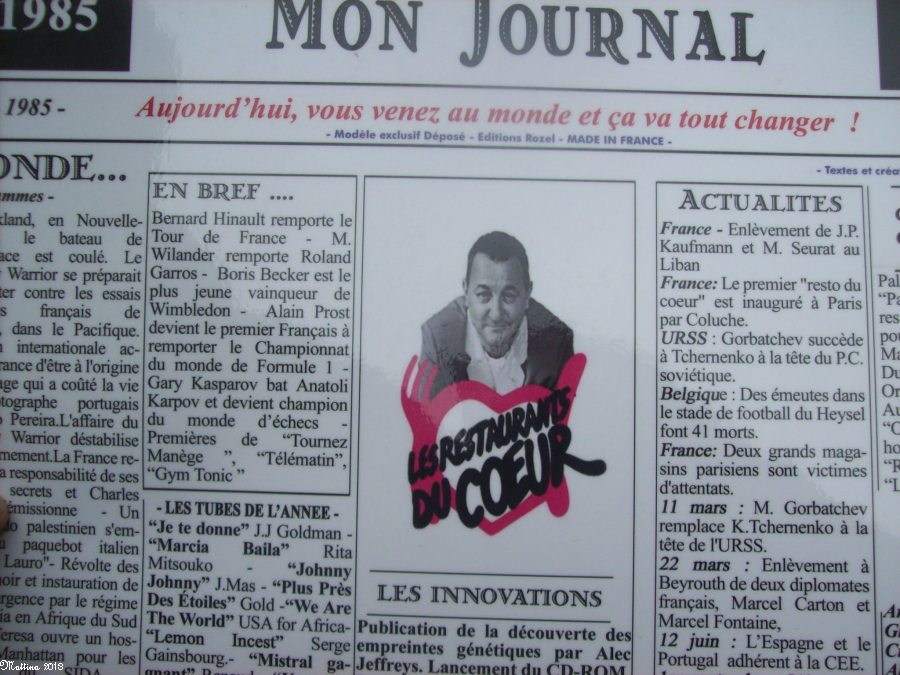 1985
MON JOURNAL
1985 -
Aujourd'hui, vous venez au monde et ça va tout changer !
- Modèle exclusif Déposé - Editions Rozel - MADE IN FRANCE -
- Textes et créa
ONDE...
ammes -
kland, en Nouvelle-
le bateau de
ace est coulé. Le
Warrior se préparait
ter contre les essais
s français de
, dans le Pacifique.
n internationale ac-
rance d'être à l'origine
age qui a coûté la vie
otographe portugais
o Pereira.L'affaire du
Warrior déstabilise
rnement.La France re-
a responsabilité de ses
secrets et Charles
émissionne - Un
do palestinien s'em-
u paquebot italien
Lauro"- Révolte des
noir et instauration de
urgence par le régime
ia en Afrique du Sud
eresa ouvre un hos-
Manhattan pour les
du SIDA
EN BREF ....
Bernard Hinault remporte le
Tour de France - M.
Wilander remporte Roland
Garros - Boris Becker est le
plus jeune vainqueur de
Wimbledon - Alain Prost
devient le premier Français à
remporter le Championnat
du monde de Formule 1 -
Gary Kasparov bat Anatoli
Karpov et devient champion
du monde d'échecs -
Premières de "Tournez
Manège ", "Télématin",
"Gym Tonic"
- LES TUBES DE L'ANNEE -
"Je te donne" J.J Goldman -
"Marcia Baila" Rita
Mitsouko - "Johnny
Johnny" J.Mas - "Plus Près
Des Étoiles" Gold -"We Are
The World" USA for Africa-
"Lemon Incest" Serge
Gainsbourg.- "Mistral ga-
gnant"
LES RESTAURANTS
DU COEUR
LES INNOVATIONS
Publication de la découverte des
empreintes génétiques par Alec
Jeffreys. Lancement du CD-ROM
ACTUALITES
France - Enlèvement de J.P.
Kaufmann et M. Seurat au
Liban
France: Le premier "resto du
coeur" est inauguré à Paris
par Coluche.
URSS : Gorbatchev succède
à Tchernenko à la tête du P.C.
soviétique.
Belgique : Des émeutes dans
le stade de football du Heysel
font 41 morts.
France: Deux grands maga-
sins parisiens sont victimes
d'attentats.
11 mars : M. Gorbatchev
remplace K.Tchernenko à la
tête de l'URSS.
22 mars : Enlèvement à
Beyrouth de deux diplomates
français, Marcel Carton et
Marcel Fontaine,
12 juin : L'Espagne et le
Portugal adhérent à la CEE.
Mattina 2013